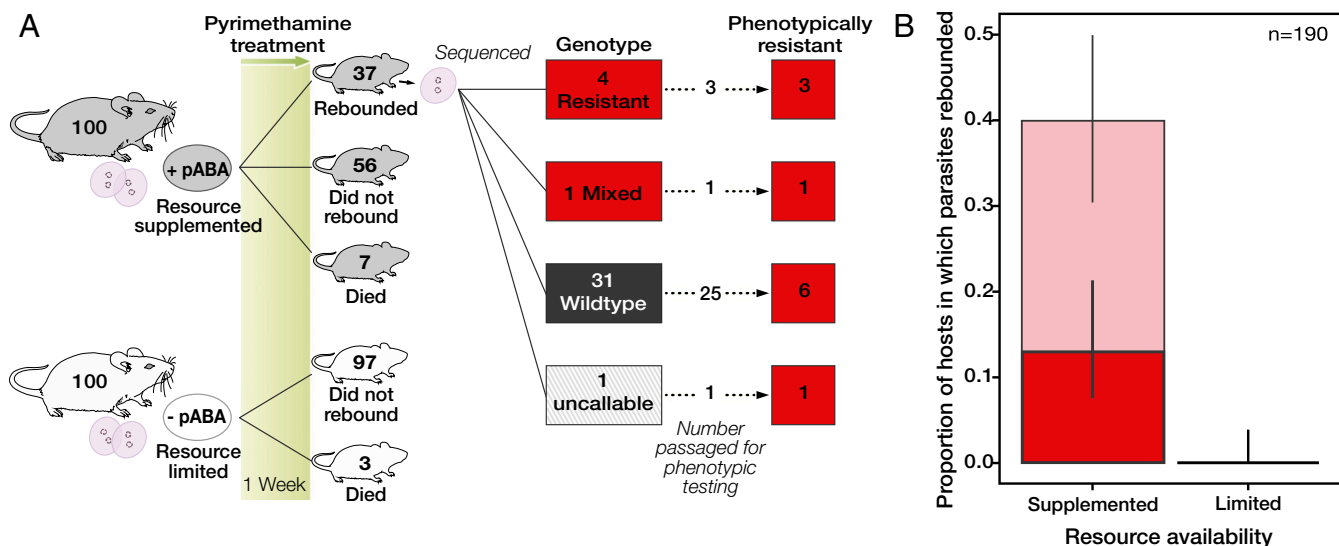 A
Pyrimethamine
treatment
100
+ pABA
Resource
supplemented
37
Rebounded
56
Did not
rebound
7
Died
100
- pABA
Resource
limited
1 Week
97
Did not
rebound
3
Died
Sequenced
Genotype
Phenotypically
resistant
4
Resistant
3
3
1 Mixed
1
1
31
Wildtype
25
6
1
uncallable
1
1
Number
passaged for
phenotypic
testing
B
n=190
Proportion of hosts in which parasites rebounded
0.5
0.4
0.3
0.2
0.1
0.0
Supplemented
Limited
Resource availability